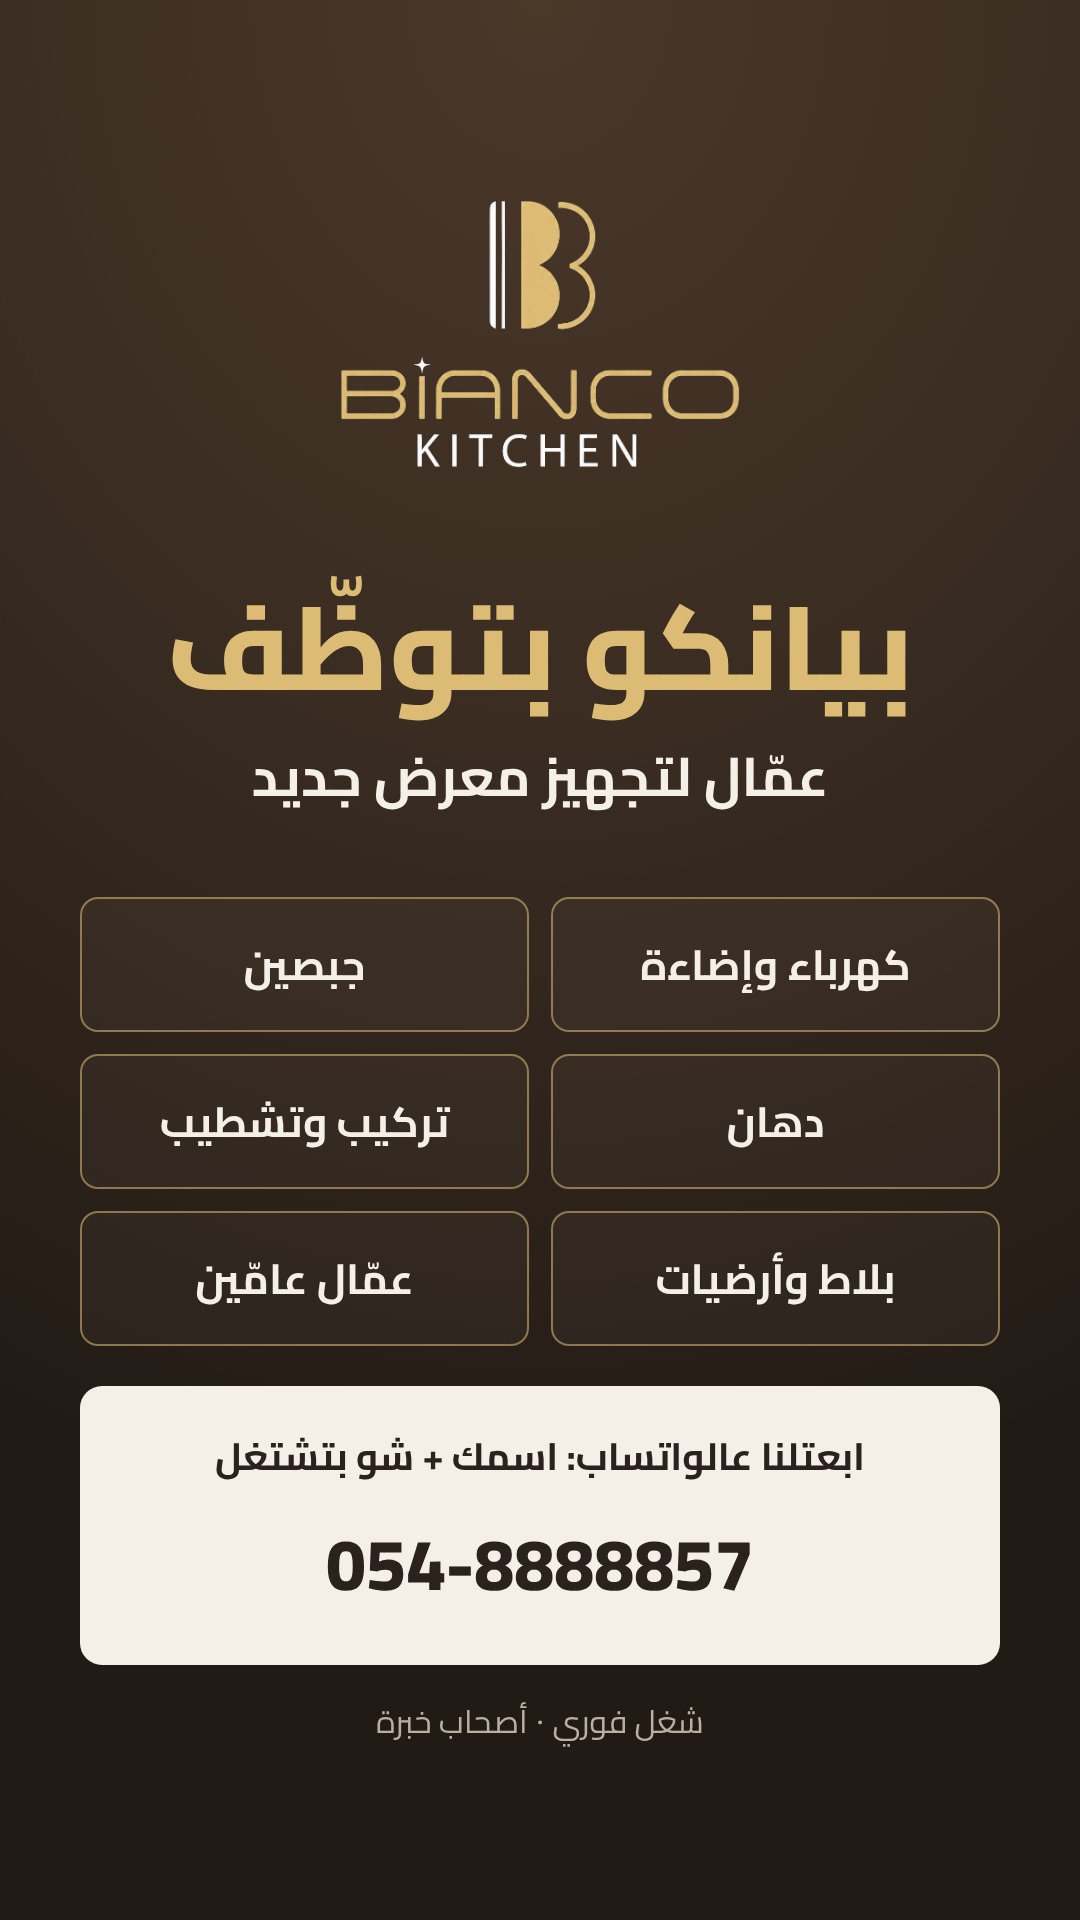 BiANCO
KITCHEN
بيانكو بتوظّف
عمّال لتجهيز معرض جديد
كهرباء وإضاءة
جبصين
دهان
تركيب وتشطيب
بلاط وأرضيات
عمّال عامّين
ابعتلنا عالواتساب: اسمك + شو بتشتغل
054-8888857
شغل فوري · أصحاب خبرة